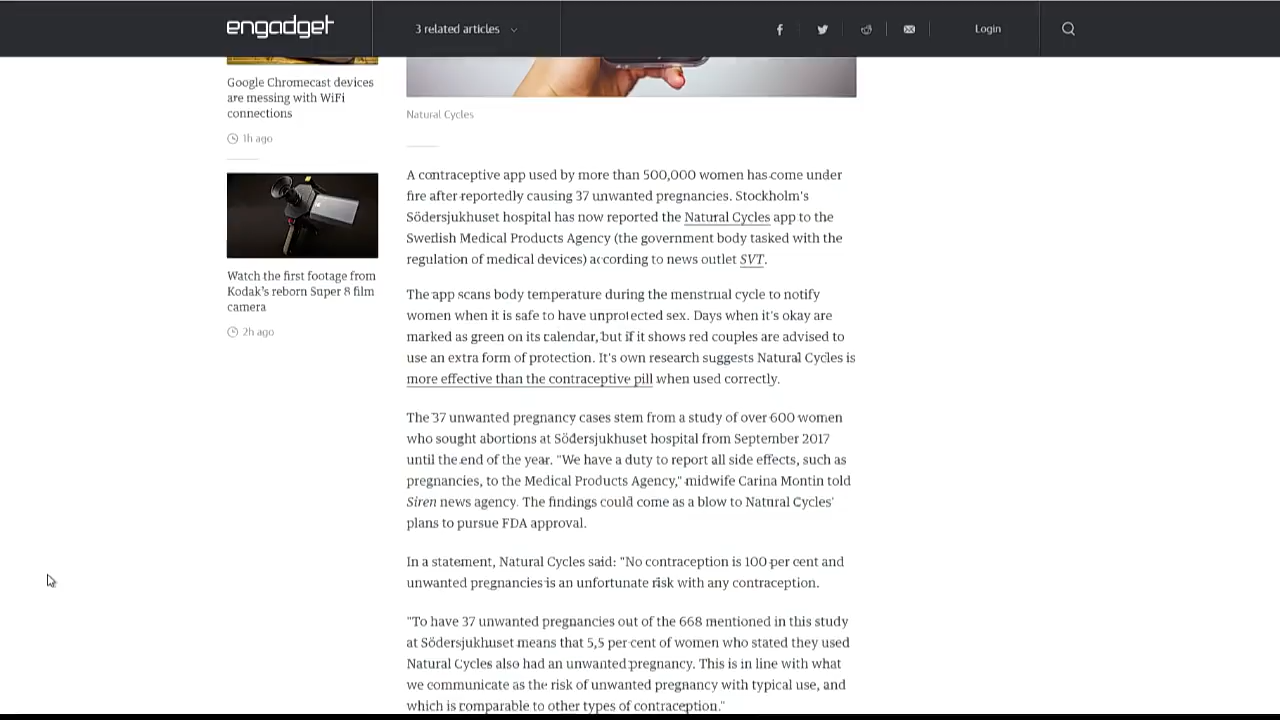 engadget
3 related articles
Login
Google Chromecast devices
are messing with WiFi
connections
1h ago
Watch the first footage from
Kodak's reborn Super 8 film
camera
2h ago
Natural Cycles
A contraceptive app used by more than 500,000 women has come under
fire after reportedly causing 37 unwanted pregnancies. Stockholm's
Södersjukhuset hospital has now reported the Natural Cycles app to the
Swedish Medical Products Agency (the government body tasked with the
regulation of medical devices) according to news outlet SVT.
The app scans body temperature during the menstrual cycle to notify
women when it is safe to have unprotected sex. Days when it's okay are
marked as green on its calendar, but if it shows red couples are advised to
use an extra form of protection. It's own research suggests Natural Cycles is
more effective than the contraceptive pill when used correctly.
The 37 unwanted pregnancy cases stem from a study of over 600 women
who sought abortions at Södersjukhuset hospital from September 2017
until the end of the year. "We have a duty to report all side effects, such as
pregnancies, to the Medical Products Agency," midwife Carina Montin told
Siren news agency. The findings could come as a blow to Natural Cycles'
plans to pursue FDA approval.
In a statement, Natural Cycles said: "No contraception is 100 per cent and
unwanted pregnancies is an unfortunate risk with any contraception.
"To have 37 unwanted pregnancies out of the 668 mentioned in this study
at Södersjukhuset means that 5,5 per cent of women who stated they used
Natural Cycles also had an unwanted pregnancy. This is in line with what
we communicate as the risk of unwanted pregnancy with typical use, and
which is comparable to other types of contraception."